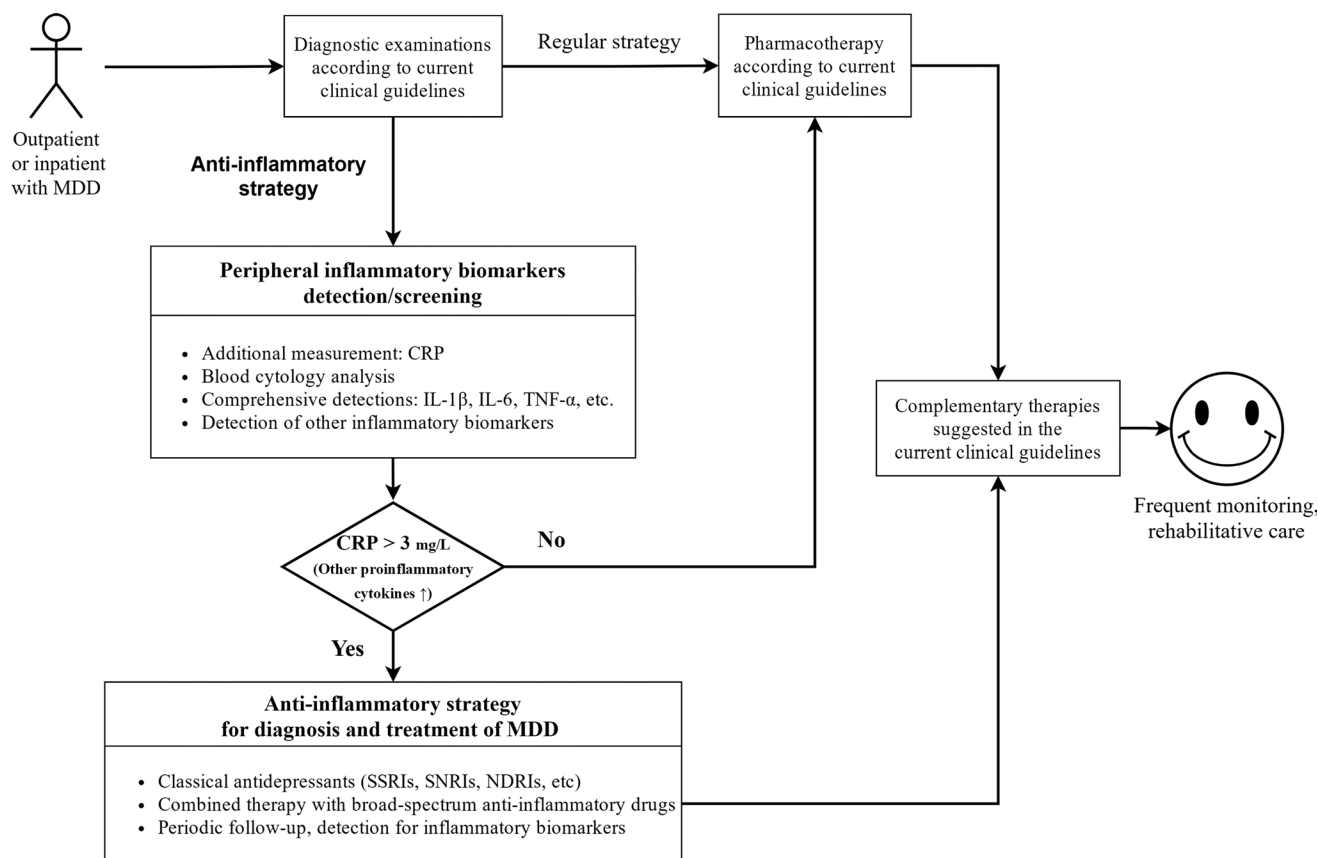 Outpatient
or inpatient
with MDD
Diagnostic examinations
according to current
clinical guidelines
Regular strategy
Pharmacotherapy
according to current
clinical guidelines
Anti-inflammatory
strategy
Peripheral inflammatory biomarkers
detection/screening
• Additional measurement: CRP
• Blood cytology analysis
• Comprehensive detections: IL-1β, IL-6, TNF-α, etc.
• Detection of other inflammatory biomarkers
CRP > 3 mg/L
(Other proinflammatory
cytokines ↑)
No
Yes
Anti-inflammatory strategy
for diagnosis and treatment of MDD
• Classical antidepressants (SSRIs, SNRIs, NDRIs, etc)
• Combined therapy with broad-spectrum anti-inflammatory drugs
• Periodic follow-up, detection for inflammatory biomarkers
Complementary therapies
suggested in the
current clinical guidelines
Frequent monitoring,
rehabilitative care